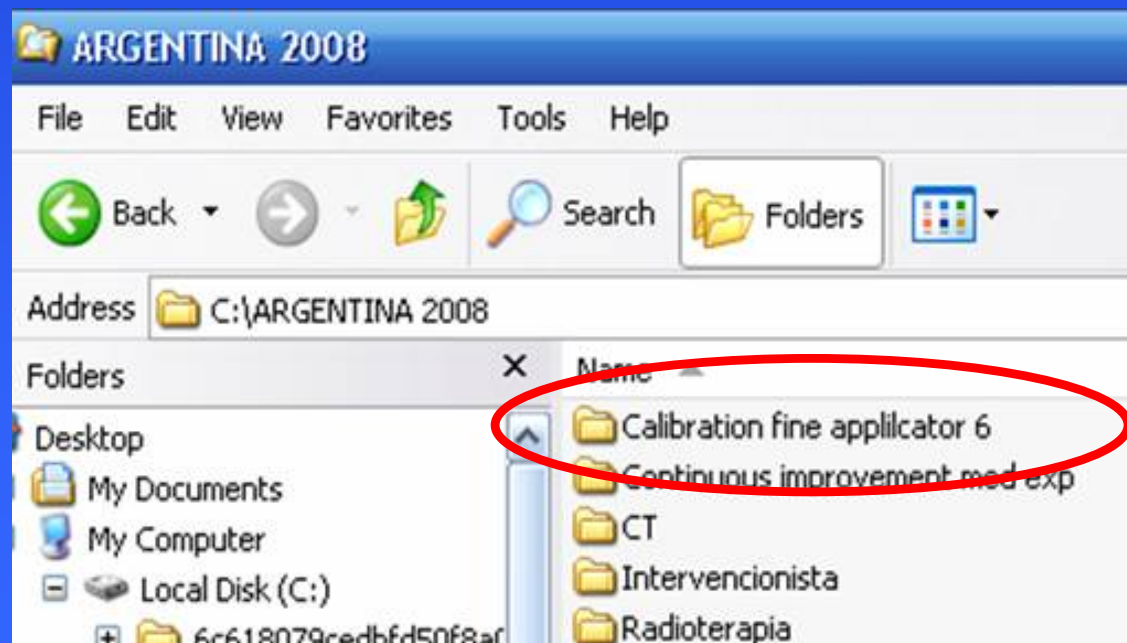 ARGENTINA 2008
File Edit View Favorites Tools Help
Back Search Folders
Address C:\ARGENTINA 2008
Folders
Name
Desktop
My Documents
My Computer
Local Disk (C:)
Calibration fine applilcator 6
Continuous improvement med exp
CT
Intervencionista
Radioterapia